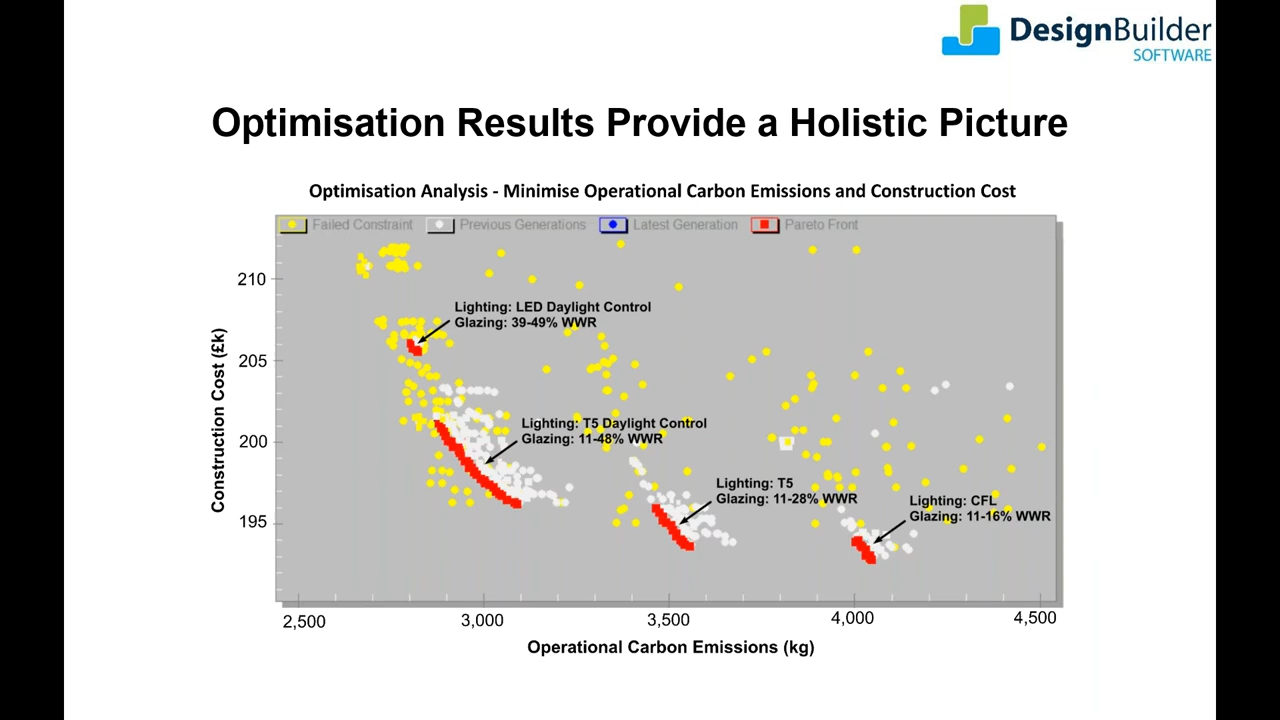 DesignBuilder
SOFTWARE
Optimisation Results Provide a Holistic Picture
Optimisation Analysis - Minimise Operational Carbon Emissions and Construction Cost
Failed Constraint
Previous Generations
Latest Generation
Pareto Front
Construction Cost (£k)
210
205
200
195
Lighting: LED Daylight Control
Glazing: 39-49% WWR
Lighting: T5 Daylight Control
Glazing: 11-48% WWR
Lighting: T5
Glazing: 11-28% WWR
Lighting: CFL
Glazing: 11-16% WWR
2,500
3,000
3,500
4,000
4,500
Operational Carbon Emissions (kg)